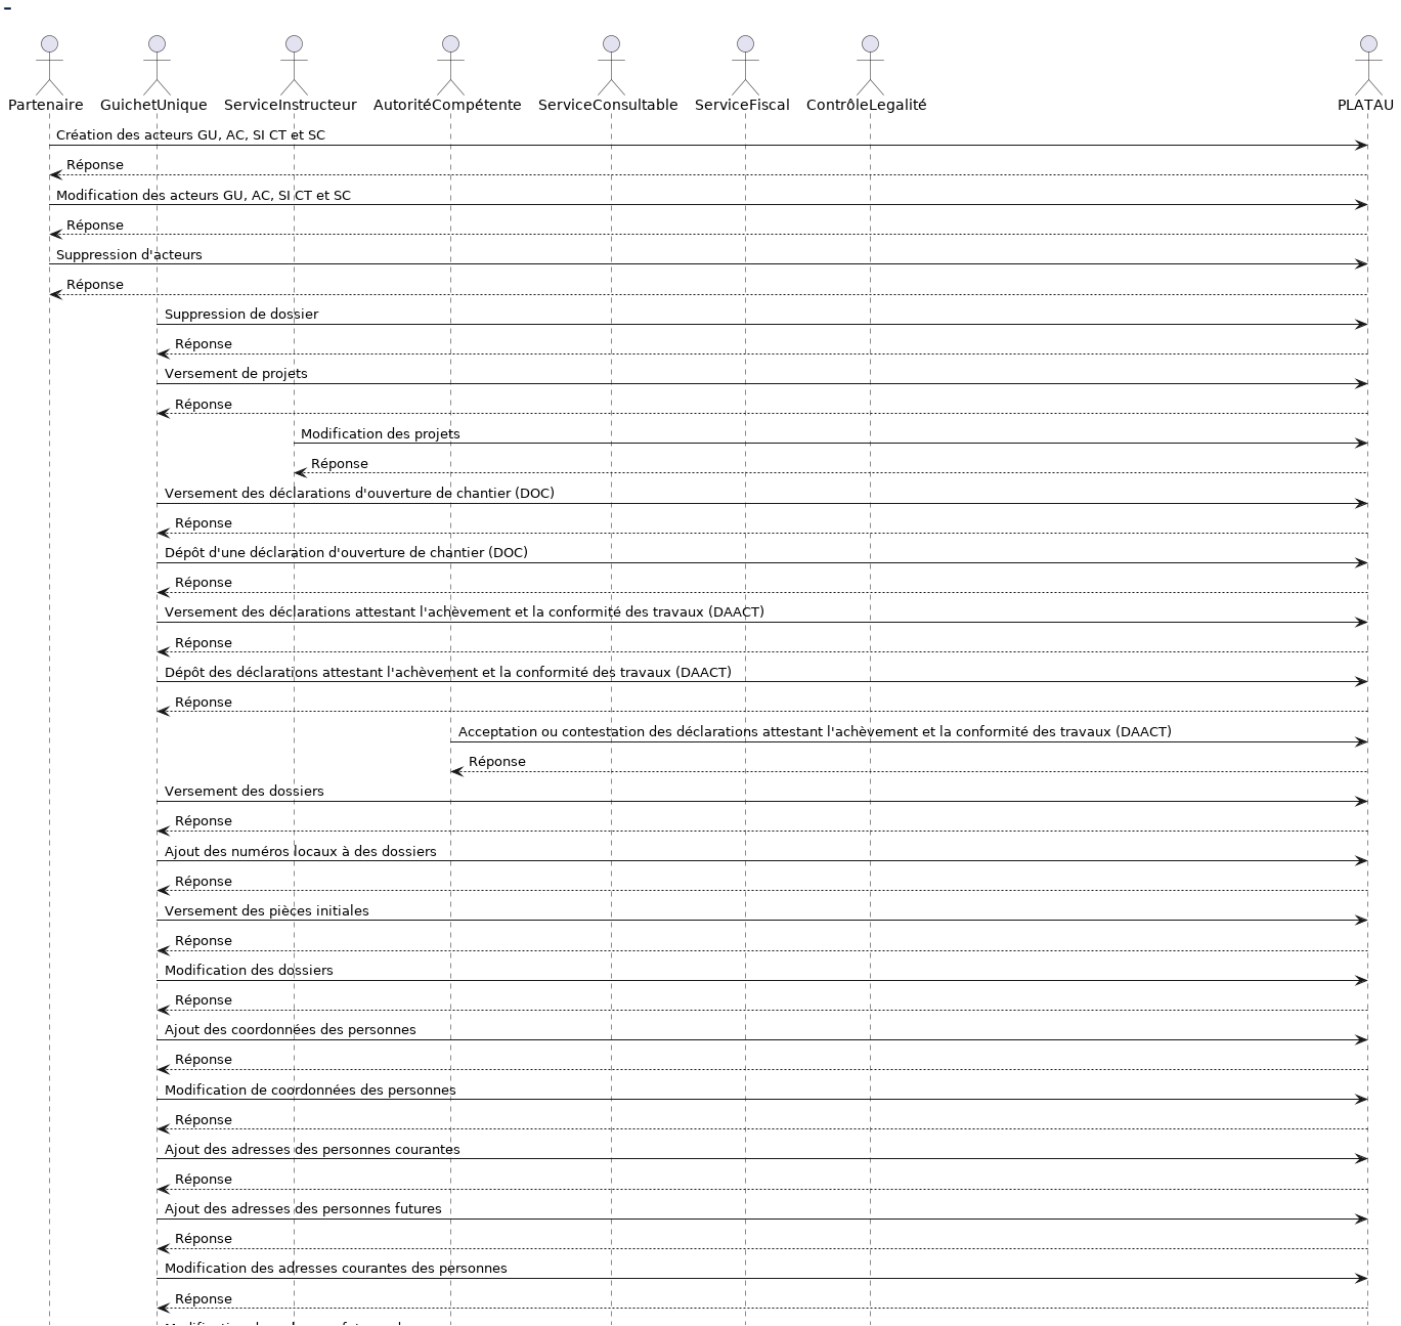 Partenaire GuichetUnique ServiceInstructeur AutoritéCompétente ServiceConsultable ServiceFiscal ContrôleLegalité PLATAU
Création des acteurs GU, AC, SI CT et SC
Réponse
Modification des acteurs GU, AC, SI CT et SC
Réponse
Suppression d'acteurs
Réponse
Suppression de dossier
Réponse
Versement de projets
Réponse
Modification des projets
Réponse
Versement des déclarations d'ouverture de chantier (DOC)
Réponse
Dépôt d'une déclaration d'ouverture de chantier (DOC)
Réponse
Versement des déclarations attestant l'achèvement et la conformité des travaux (DAACT)
Réponse
Dépôt des déclarations attestant l'achèvement et la conformité des travaux (DAACT)
Réponse
Acceptation ou contestation des déclarations attestant l'achèvement et la conformité des travaux (DAACT)
Réponse
Versement des dossiers
Réponse
Ajout des numéros locaux à des dossiers
Réponse
Versement des pièces initiales
Réponse
Modification des dossiers
Réponse
Ajout des coordonnées des personnes
Réponse
Modification de coordonnées des personnes
Réponse
Ajout des adresses des personnes courantes
Réponse
Ajout des adresses des personnes futures
Réponse
Modification des adresses courantes des personnes
Réponse